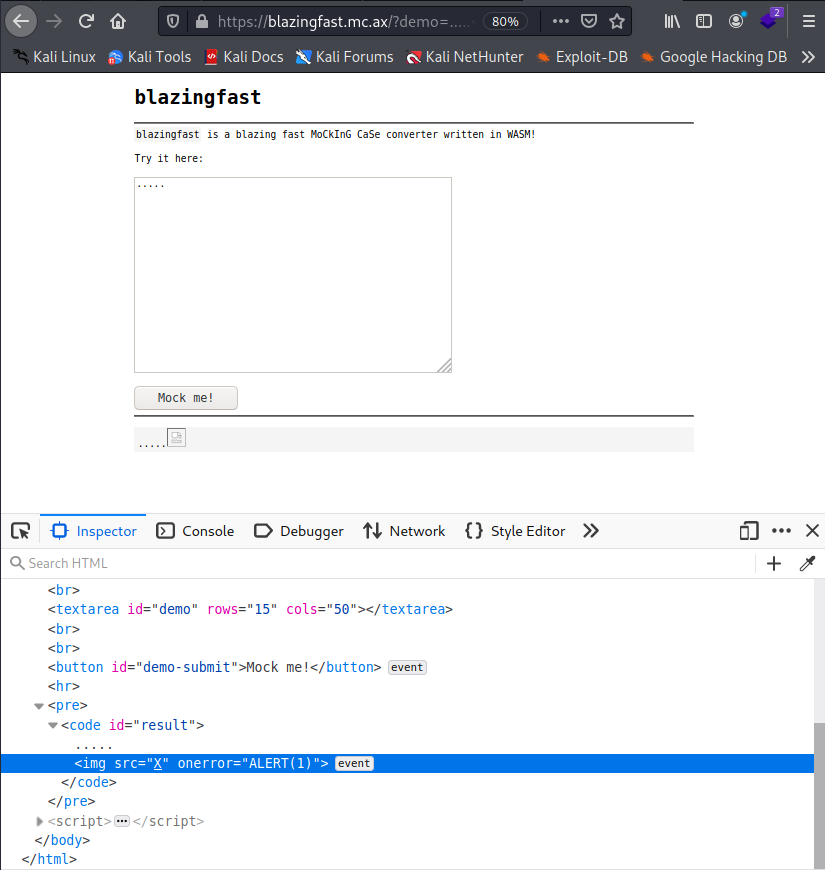 https://blazingfast.mc.ax/?demo=..... 80% 2
Kali Linux Kali Tools Kali Docs Kali Forums Kali NetHunter Exploit-DB Google Hacking DB
blazingfast
blazingfast is a blazing fast MoCkInG CaSe converter written in WASM!
Try it here:
.....
Mock me!
.....
Inspector Console Debugger Network Style Editor
Search HTML
<br>
<textarea id="demo" rows="15" cols="50"></textarea>
<br>
<br>
<button id="demo-submit">Mock me!</button> event
<hr>
<pre>
<code id="result">
.....
<img src="X" onerror="ALERT(1)"> event
</code>
</pre>
<script> ••• </script>
</body>
</html>